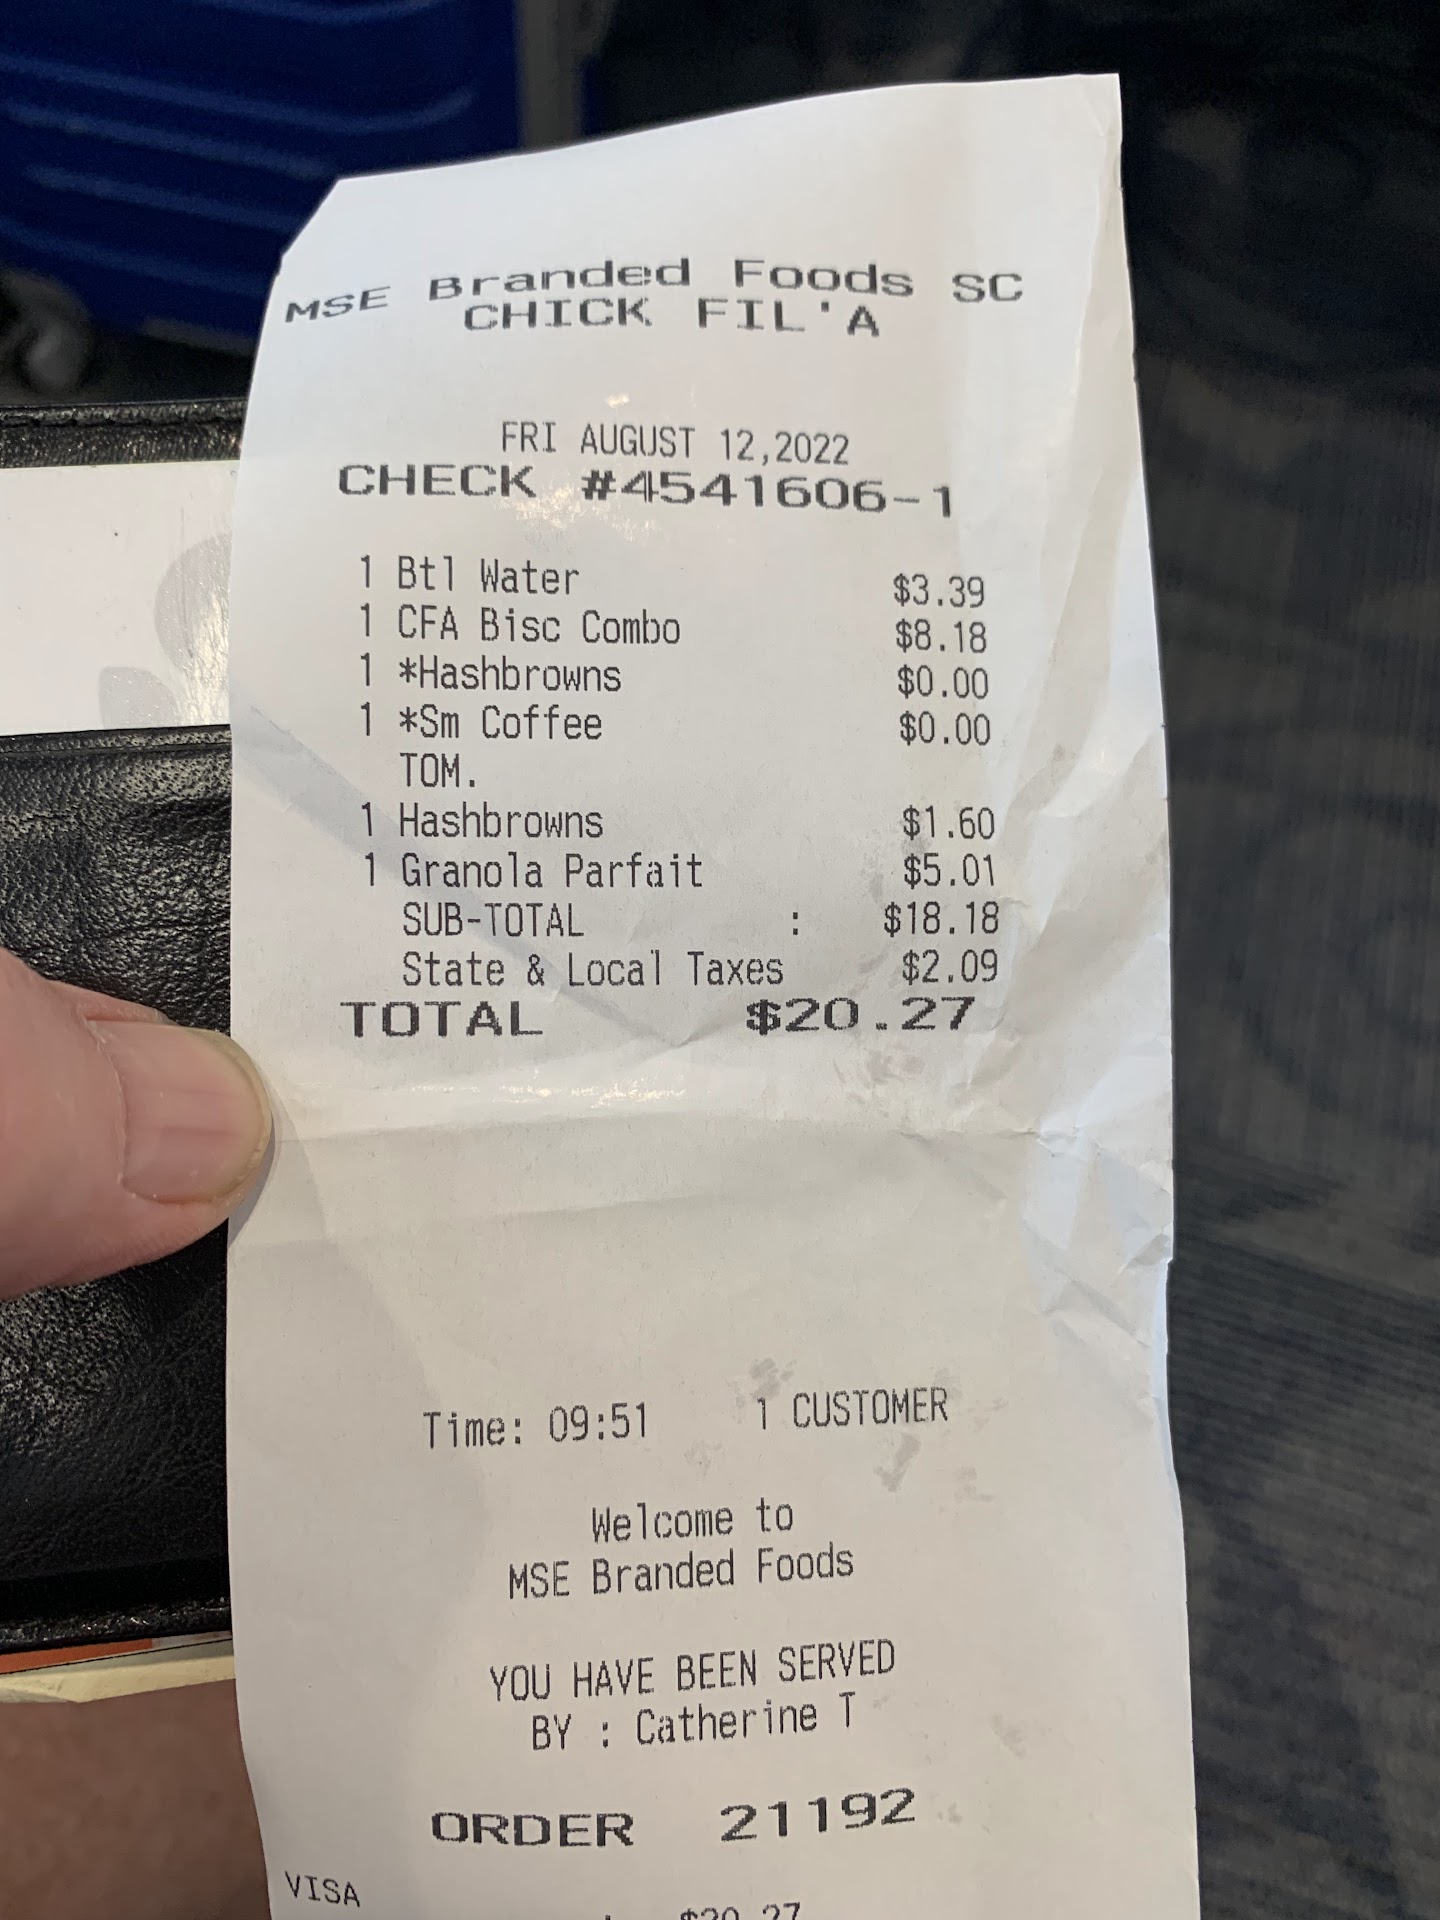 MSE Branded Foods SC
CHICK FIL'A
FRI AUGUST 12,2022
CHECK #4541606-1
1 Btl Water $3.39
1 CFA Bisc Combo $8.18
1 *Hashbrowns $0.00
1 *Sm Coffee $0.00
TOM.
1 Hashbrowns $1.60
1 Granola Parfait $5.01
SUB-TOTAL : $18.18
State & Local Taxes $2.09
TOTAL $20.27
Time: 09:51 1 CUSTOMER
Welcome to
MSE Branded Foods
YOU HAVE BEEN SERVED
BY : Catherine T
ORDER 21192
VISA
$20.27